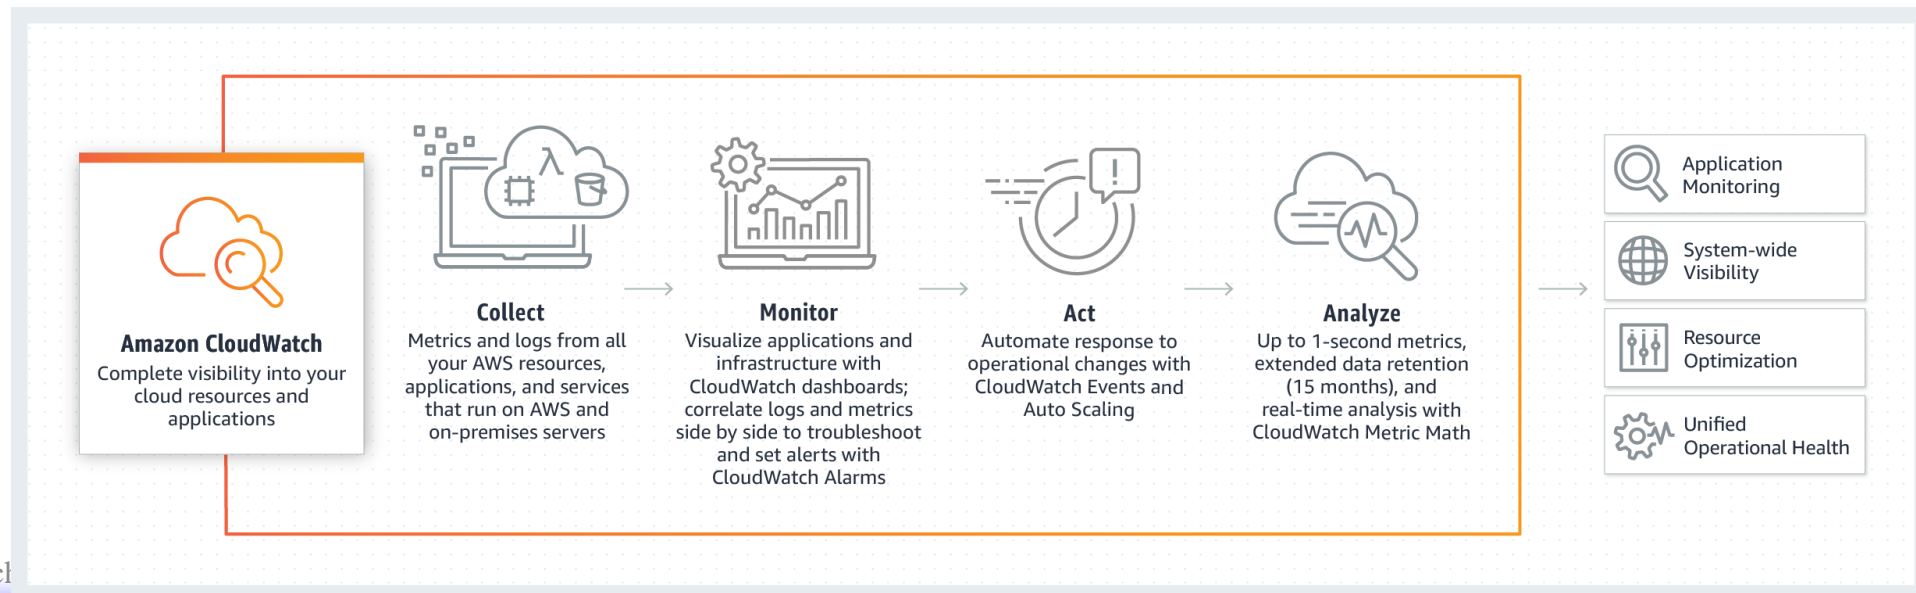 Amazon CloudWatch
Complete visibility into your
cloud resources and
applications
Collect
Metrics and logs from all
your AWS resources,
applications, and services
that run on AWS and
on-premises servers
Monitor
Visualize applications and
infrastructure with
CloudWatch dashboards;
correlate logs and metrics
side by side to troubleshoot
and set alerts with
CloudWatch Alarms
Act
Automate response to
operational changes with
CloudWatch Events and
Auto Scaling
Analyze
Up to 1-second metrics,
extended data retention
(15 months), and
real-time analysis with
CloudWatch Metric Math
Application
Monitoring
System-wide
Visibility
Resource
Optimization
Unified
Operational Health